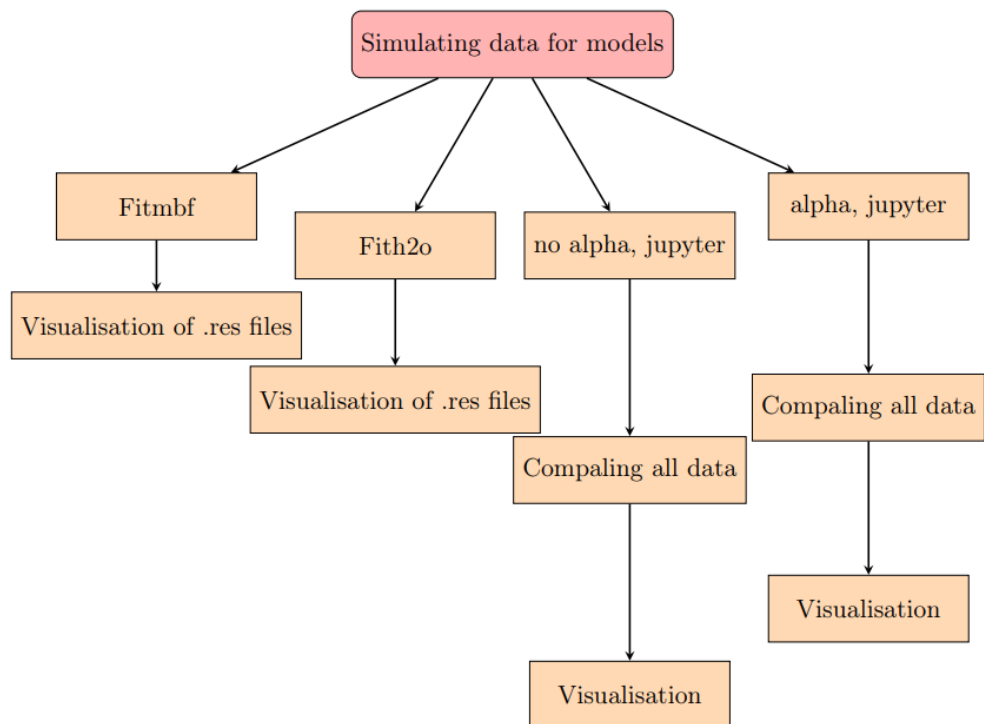 Simulating data for models
Fitmbf
alpha, jupyter
Fith2o
no alpha, jupyter
Visualisation of .res files
Visualisation of .res files
Compaling all data
Compaling all data
Visualisation
Visualisation